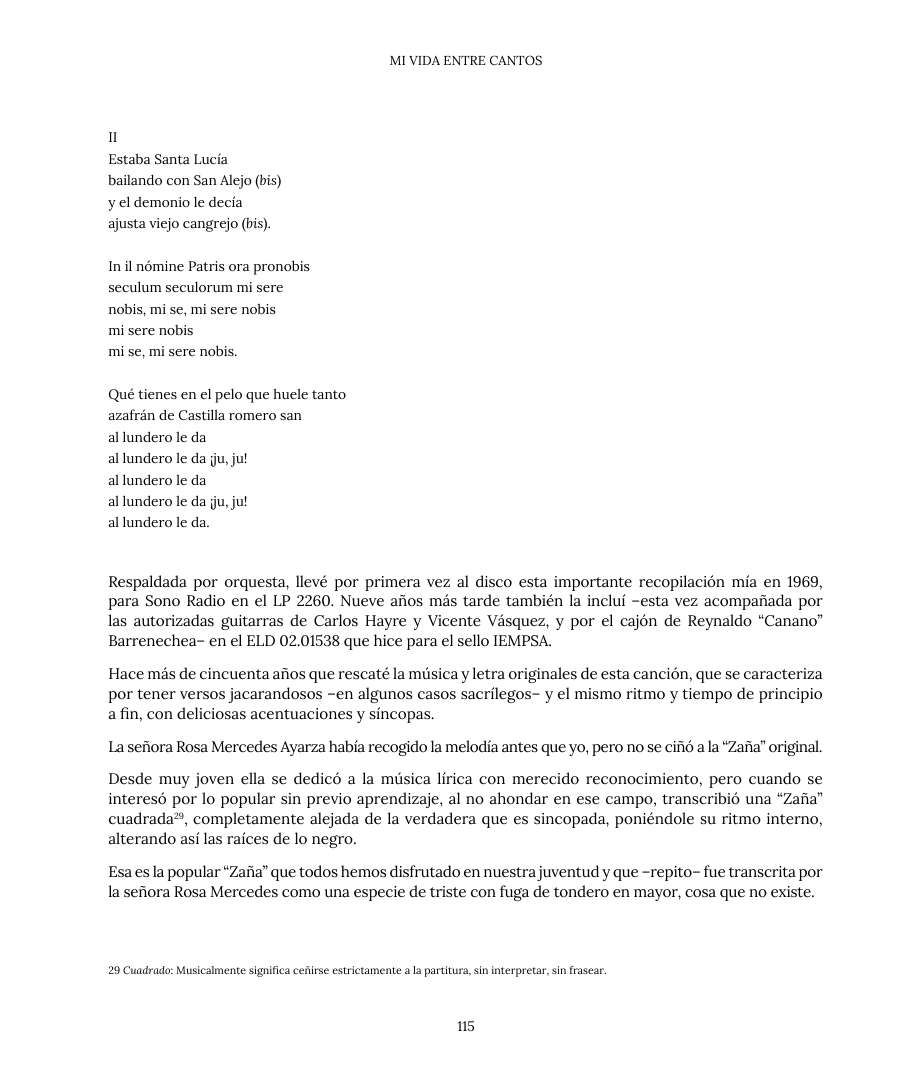 MI VIDA ENTRE CANTOS
II
Estaba Santa Lucía
bailando con San Alejo (bis)
y el demonio le decía
ajusta viejo cangrejo (bis).
In il nómine Patris ora pronobis
seculum seculorum mi sere
nobis, mi se, mi sere nobis
mi sere nobis
mi se, mi sere nobis.
Qué tienes en el pelo que huele tanto
azafrán de Castilla romero san
al lundero le da
al lundero le da ¡ju, ju!
al lundero le da
al lundero le da ¡ju, ju!
al lundero le da.
Respaldada por orquesta, llevé por primera vez al disco esta importante recopilación mía en 1969,
para Sono Radio en el LP 2260. Nueve años más tarde también la incluí –esta vez acompañada por
las autorizadas guitarras de Carlos Hayre y Vicente Vásquez, y por el cajón de Reynaldo “Canano”
Barrenechea– en el ELD 02.01538 que hice para el sello IEMPSA.
Hace más de cincuenta años que rescaté la música y letra originales de esta canción, que se caracteriza
por tener versos jacarandosos –en algunos casos sacrílegos– y el mismo ritmo y tiempo de principio
a fin, con deliciosas acentuaciones y síncopas.
La señora Rosa Mercedes Ayarza había recogido la melodía antes que yo, pero no se ciñó a la “Zaña” original.
Desde muy joven ella se dedicó a la música lírica con merecido reconocimiento, pero cuando se
interesó por lo popular sin previo aprendizaje, al no ahondar en ese campo, transcribió una “Zaña”
cuadrada²⁹, completamente alejada de la verdadera que es sincopada, poniéndole su ritmo interno,
alterando así las raíces de lo negro.
Esa es la popular “Zaña” que todos hemos disfrutado en nuestra juventud y que –repito– fue transcrita por
la señora Rosa Mercedes como una especie de triste con fuga de tondero en mayor, cosa que no existe.
29 Cuadrado: Musicalmente significa ceñirse estrictamente a la partitura, sin interpretar, sin frasear.
115